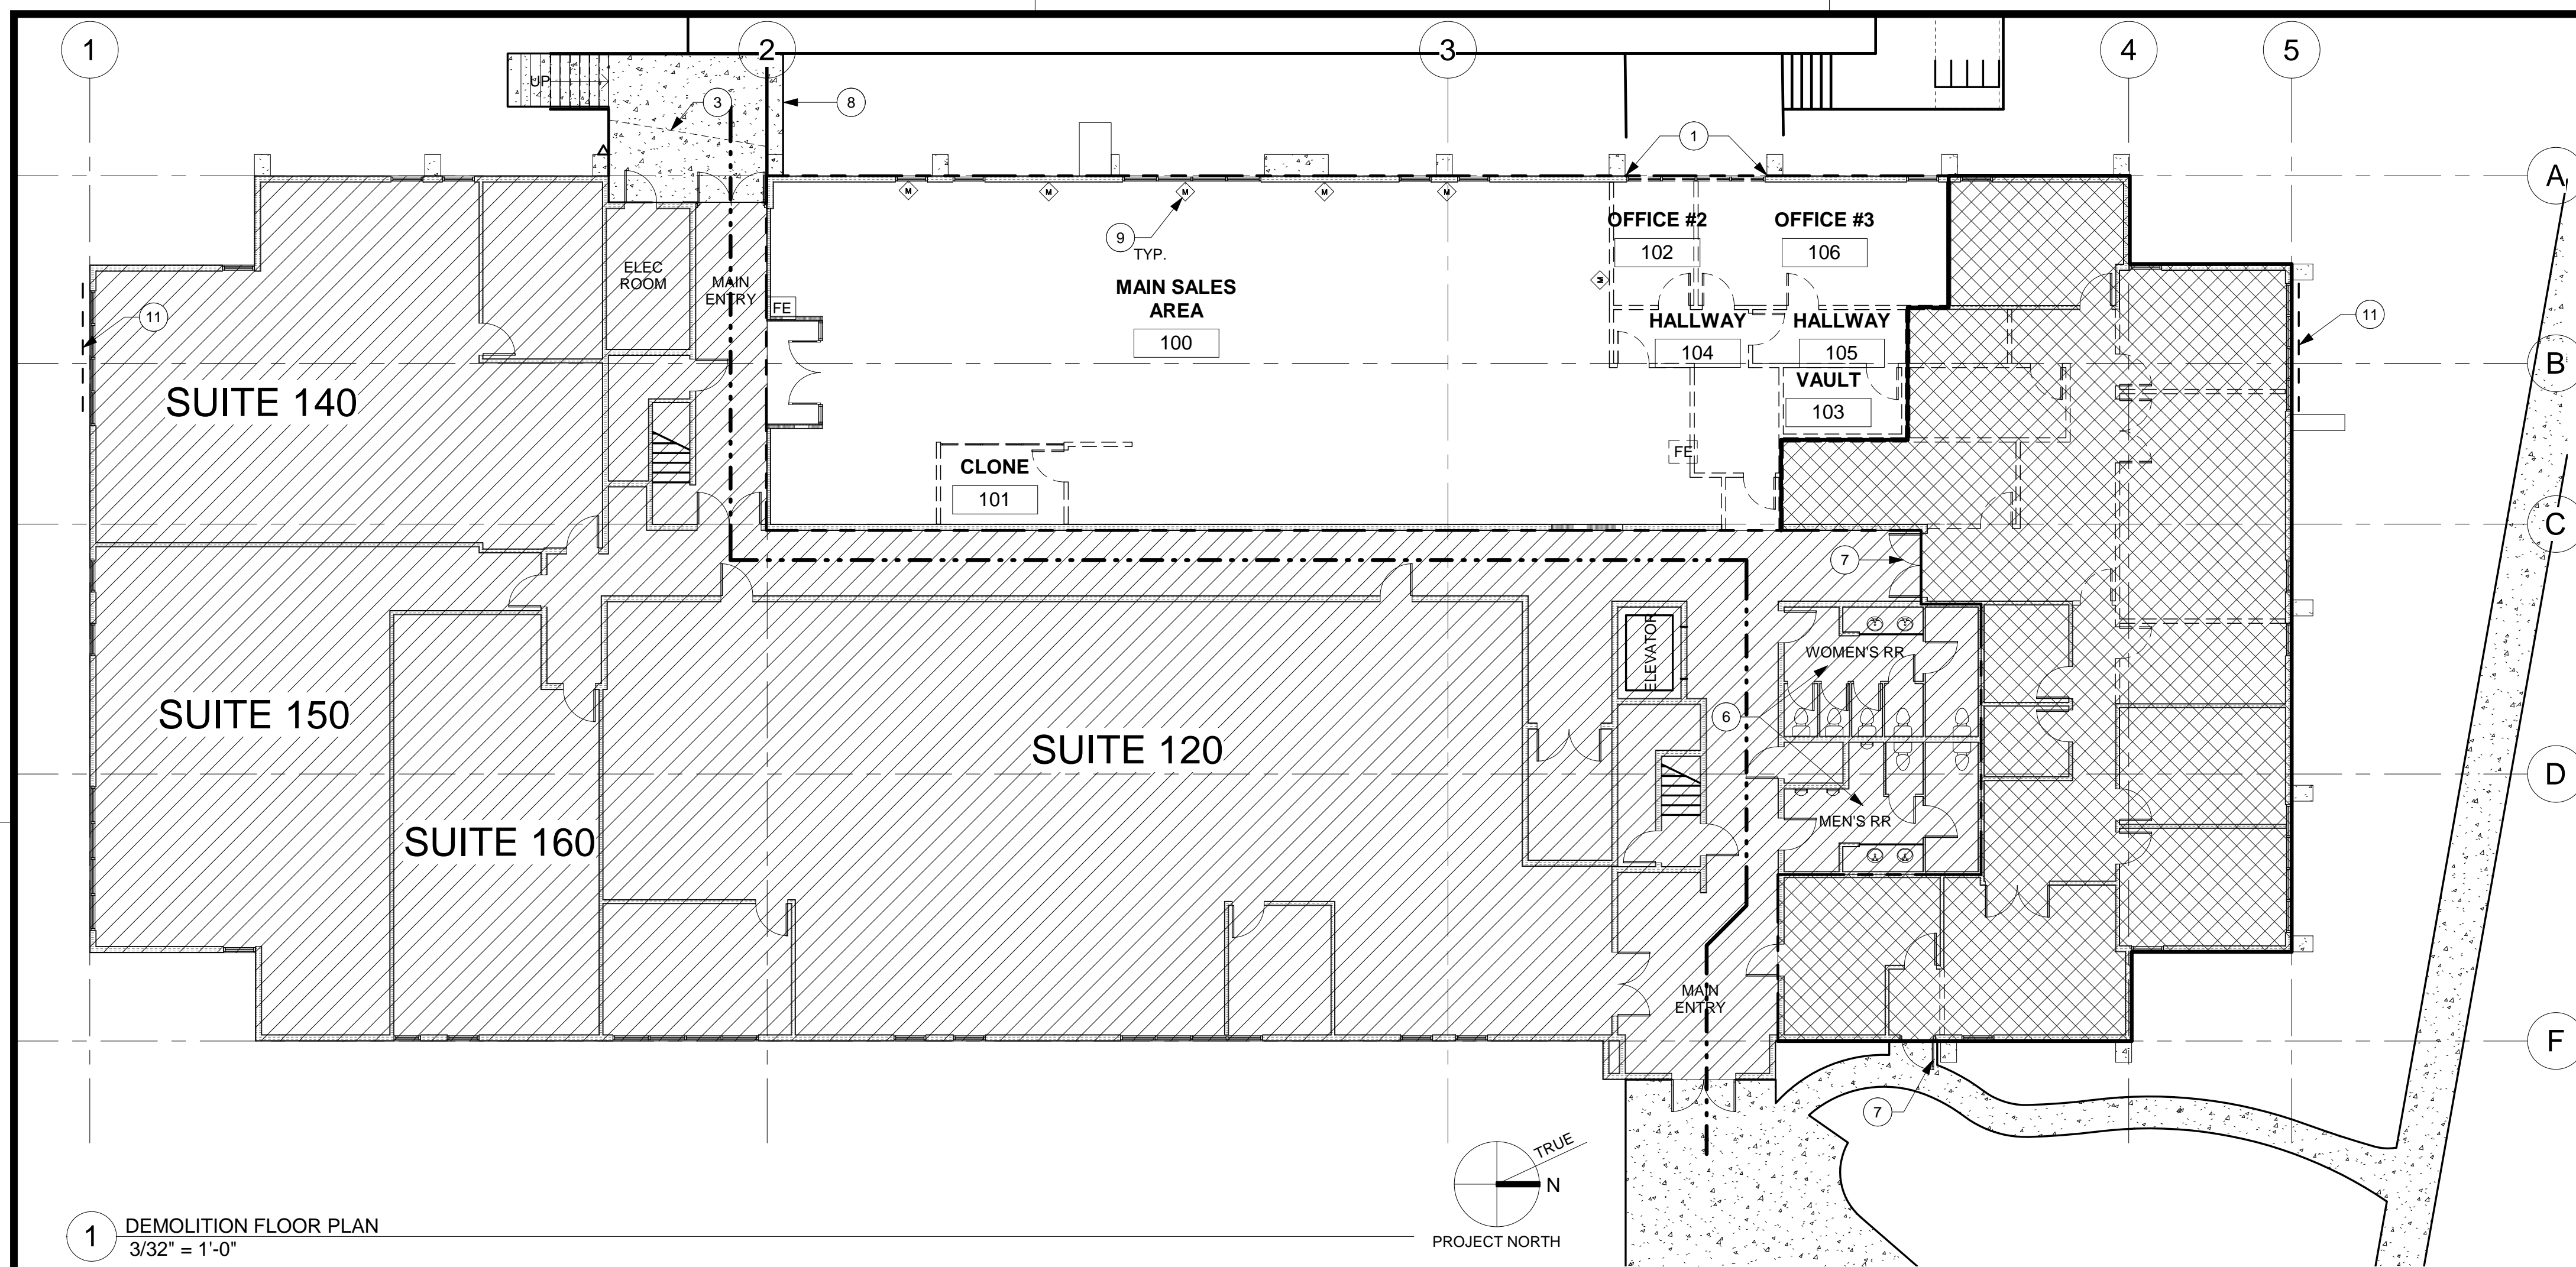 1
2
3
4
5
UP
3
8
1
A
M
M
M
M
M
OFFICE #2
102
OFFICE #3
106
9
TYP.
ELEC
ROOM
MAIN
ENTRY
FE
MAIN SALES
AREA
100
M
11
11
HALLWAY
104
HALLWAY
105
B
SUITE 140
VAULT
103
FE
CLONE
101
C
7
ELEVATOR
WOMEN'S RR
SUITE 150
6
SUITE 120
D
SUITE 160
MEN'S RR
MAIN
ENTRY
F
7
TRUE
N
PROJECT NORTH
1
DEMOLITION FLOOR PLAN
3/32" = 1'-0"